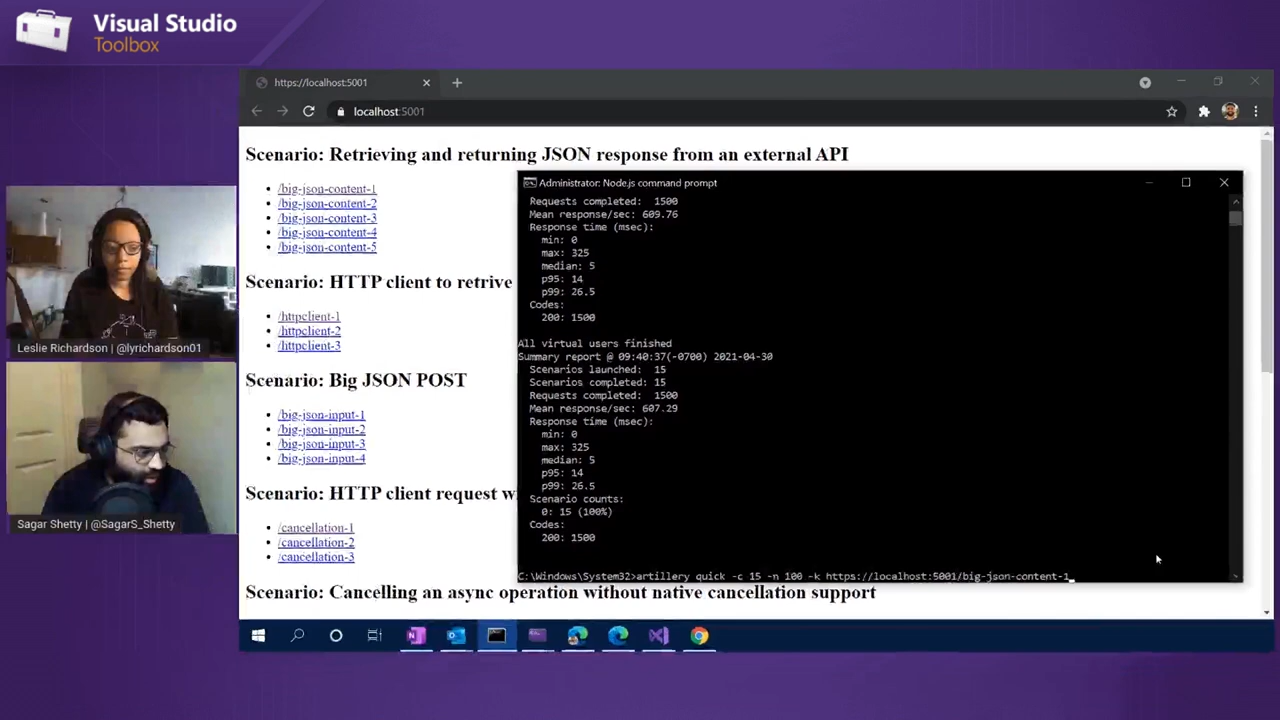 Visual Studio
Toolbox
https://localhost:5001
localhost:5001
Scenario: Retrieving and returning JSON response from an external API
/big-json-content-1
/big-json-content-2
/big-json-content-3
/big-json-content-4
/big-json-content-5
Scenario: HTTP client to retrive
/httpclient-1
/httpclient-2
/httpclient-3
Scenario: Big JSON POST
/big-json-input-1
/big-json-input-2
/big-json-input-3
/big-json-input-4
Scenario: HTTP client request w
/cancellation-1
/cancellation-2
/cancellation-3
Scenario: Cancelling an async operation without native cancellation support
Administrator: Node.js command prompt
Requests completed: 1500
Mean response/sec: 609.76
Response time (msec):
min: 0
max: 325
median: 5
p95: 14
p99: 26.5
Codes:
200: 1500
All virtual users finished
Summary report @ 09:40:37(-0700) 2021-04-30
Scenarios launched: 15
Scenarios completed: 15
Requests completed: 1500
Mean response/sec: 607.29
Response time (msec):
min: 0
max: 325
median: 5
p95: 14
p99: 26.5
Scenario counts:
0: 15 (100%)
Codes:
200: 1500
C:\Windows\System32>artillery quick -c 15 -n 100 -k https://localhost:5001/big-json-content-1_
Leslie Richardson | @lyrichardson01
Sagar Shetty | @SagarS_Shetty